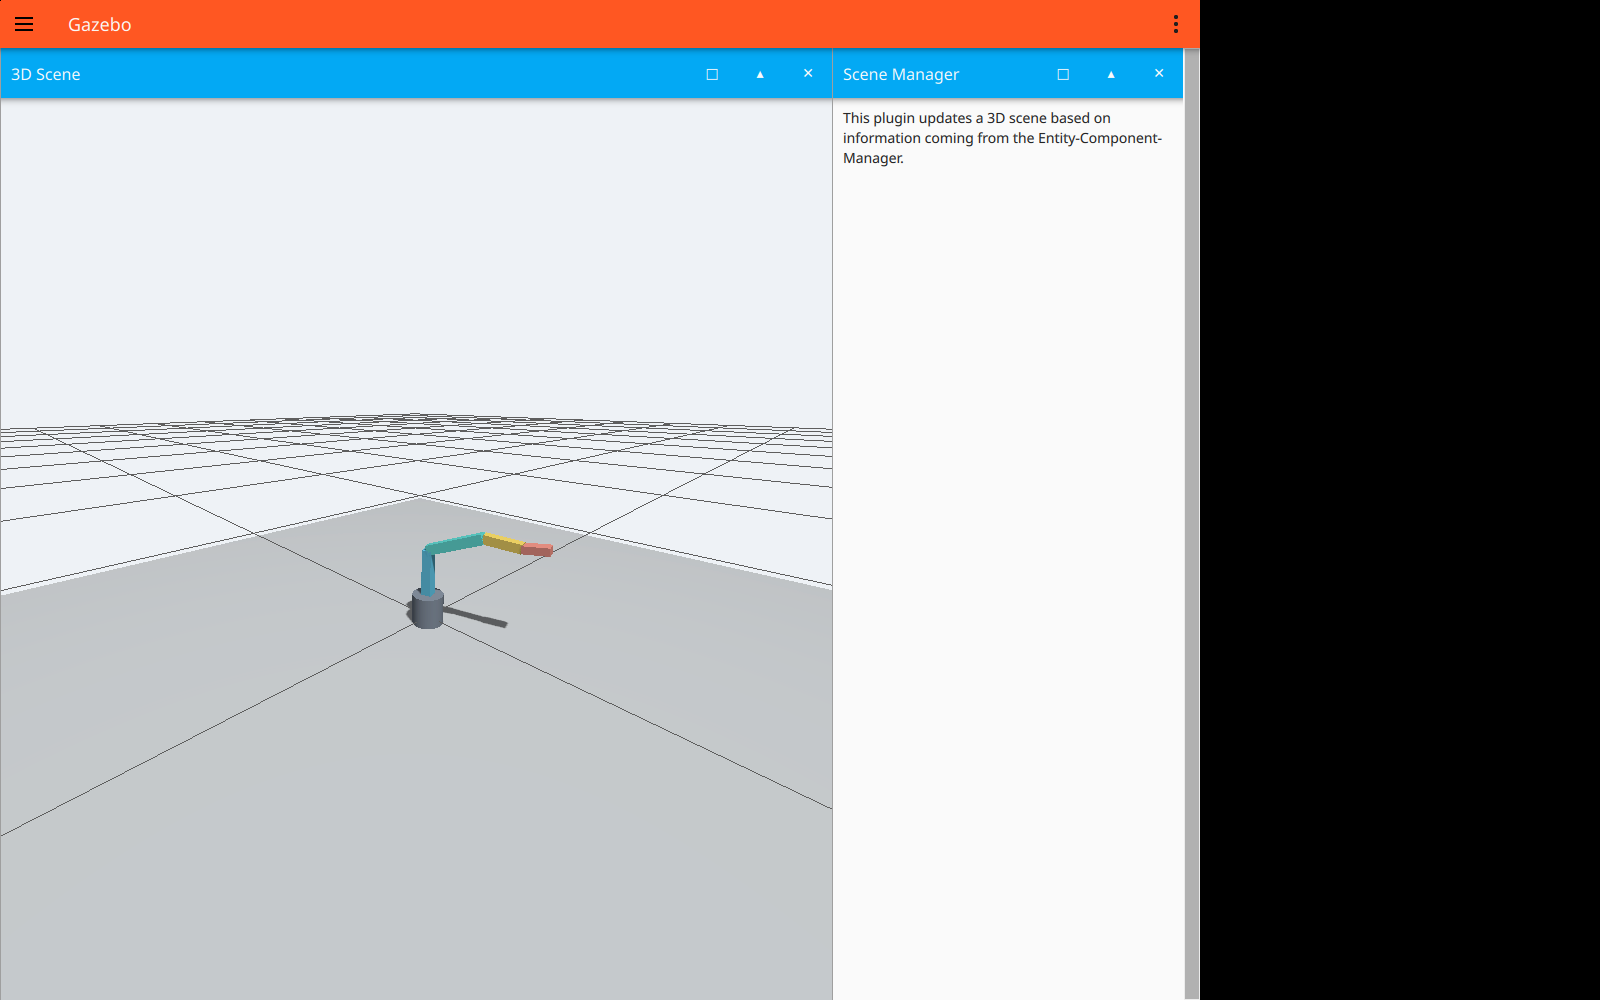 Gazebo
3D Scene
Scene Manager
This plugin updates a 3D scene based on
information coming from the Entity-Component-
Manager.